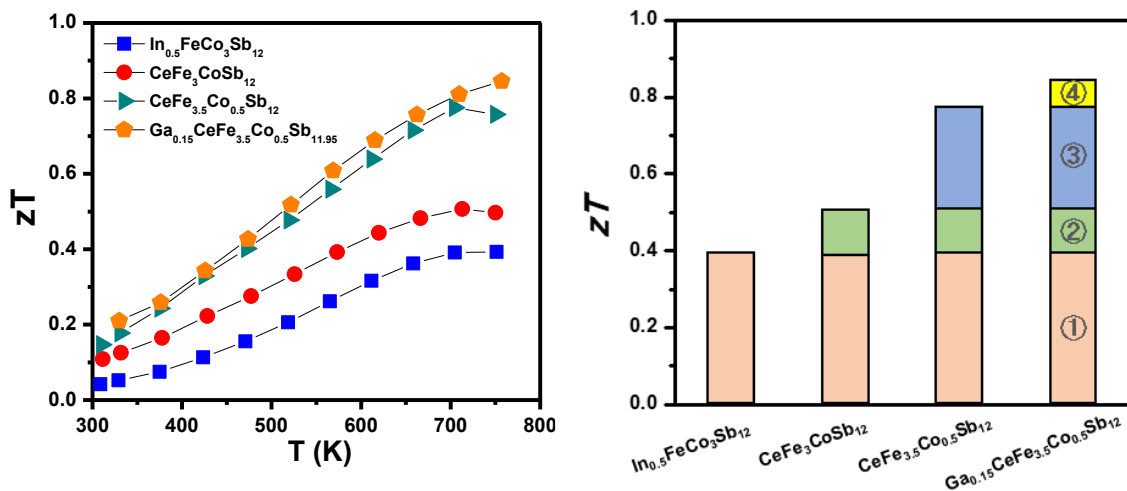 1.0
0.8
0.6
0.4
0.2
0.0
zT
300
400
500
600
700
800
T (K)
In0.5FeCo3Sb12
CeFe3CoSb12
CeFe3.5Co0.5Sb12
Ga0.15CeFe3.5Co0.5Sb11.95
1.0
0.8
0.6
0.4
0.2
0.0
zT
④
③
②
①
In0.5FeCo3Sb12
CeFe3CoSb12
CeFe3.5Co0.5Sb12
Ga0.15CeFe3.5Co0.5Sb12